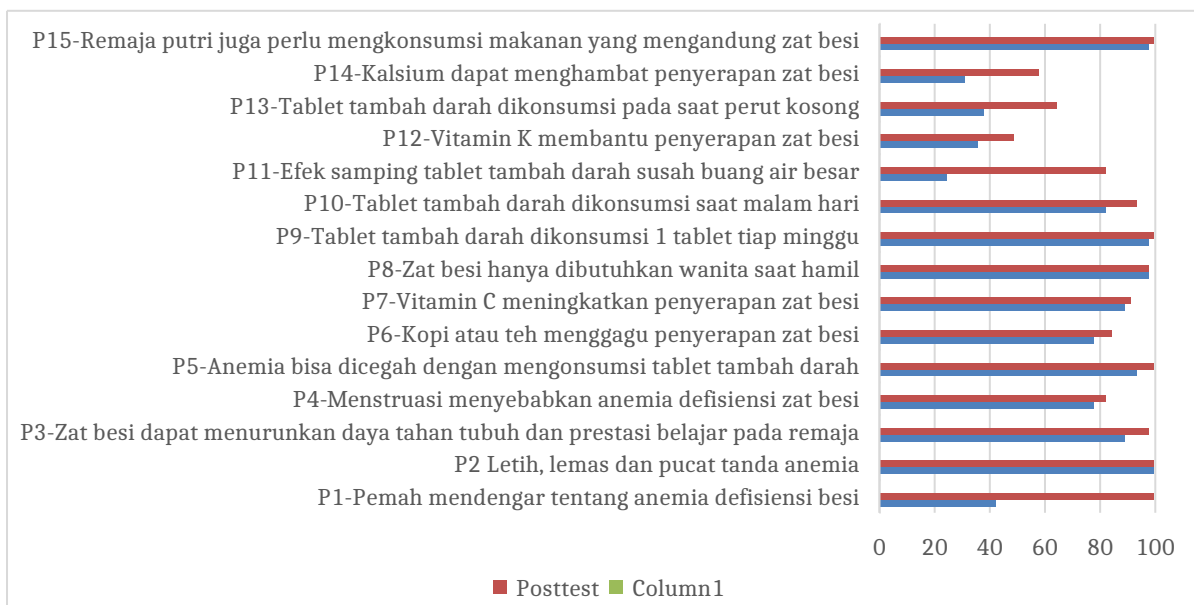 P15-Remaja putri juga perlu mengkonsumsi makanan yang mengandung zat besi
P14-Kalsium dapat menghambat penyerapan zat besi
P13-Tablet tambah darah dikonsumsi pada saat perut kosong
P12-Vitamin K membantu penyerapan zat besi
P11-Efek samping tablet tambah darah susah buang air besar
P10-Tablet tambah darah dikonsumsi saat malam hari
P9-Tablet tambah darah dikonsumsi 1 tablet tiap minggu
P8-Zat besi hanya dibutuhkan wanita saat hamil
P7-Vitamin C meningkatkan penyerapan zat besi
P6-Kopi atau teh menggagu penyerapan zat besi
P5-Anemia bisa dicegah dengan mengonsumsi tablet tambah darah
P4-Menstruasi menyebabkan anemia defisiensi zat besi
P3-Zat besi dapat menurunkan daya tahan tubuh dan prestasi belajar pada remaja
P2 Letih, lemas dan pucat tanda anemia
P1-Pemah mendengar tentang anemia defisiensi besi
0 20 40 60 80 100
Posttest Column1